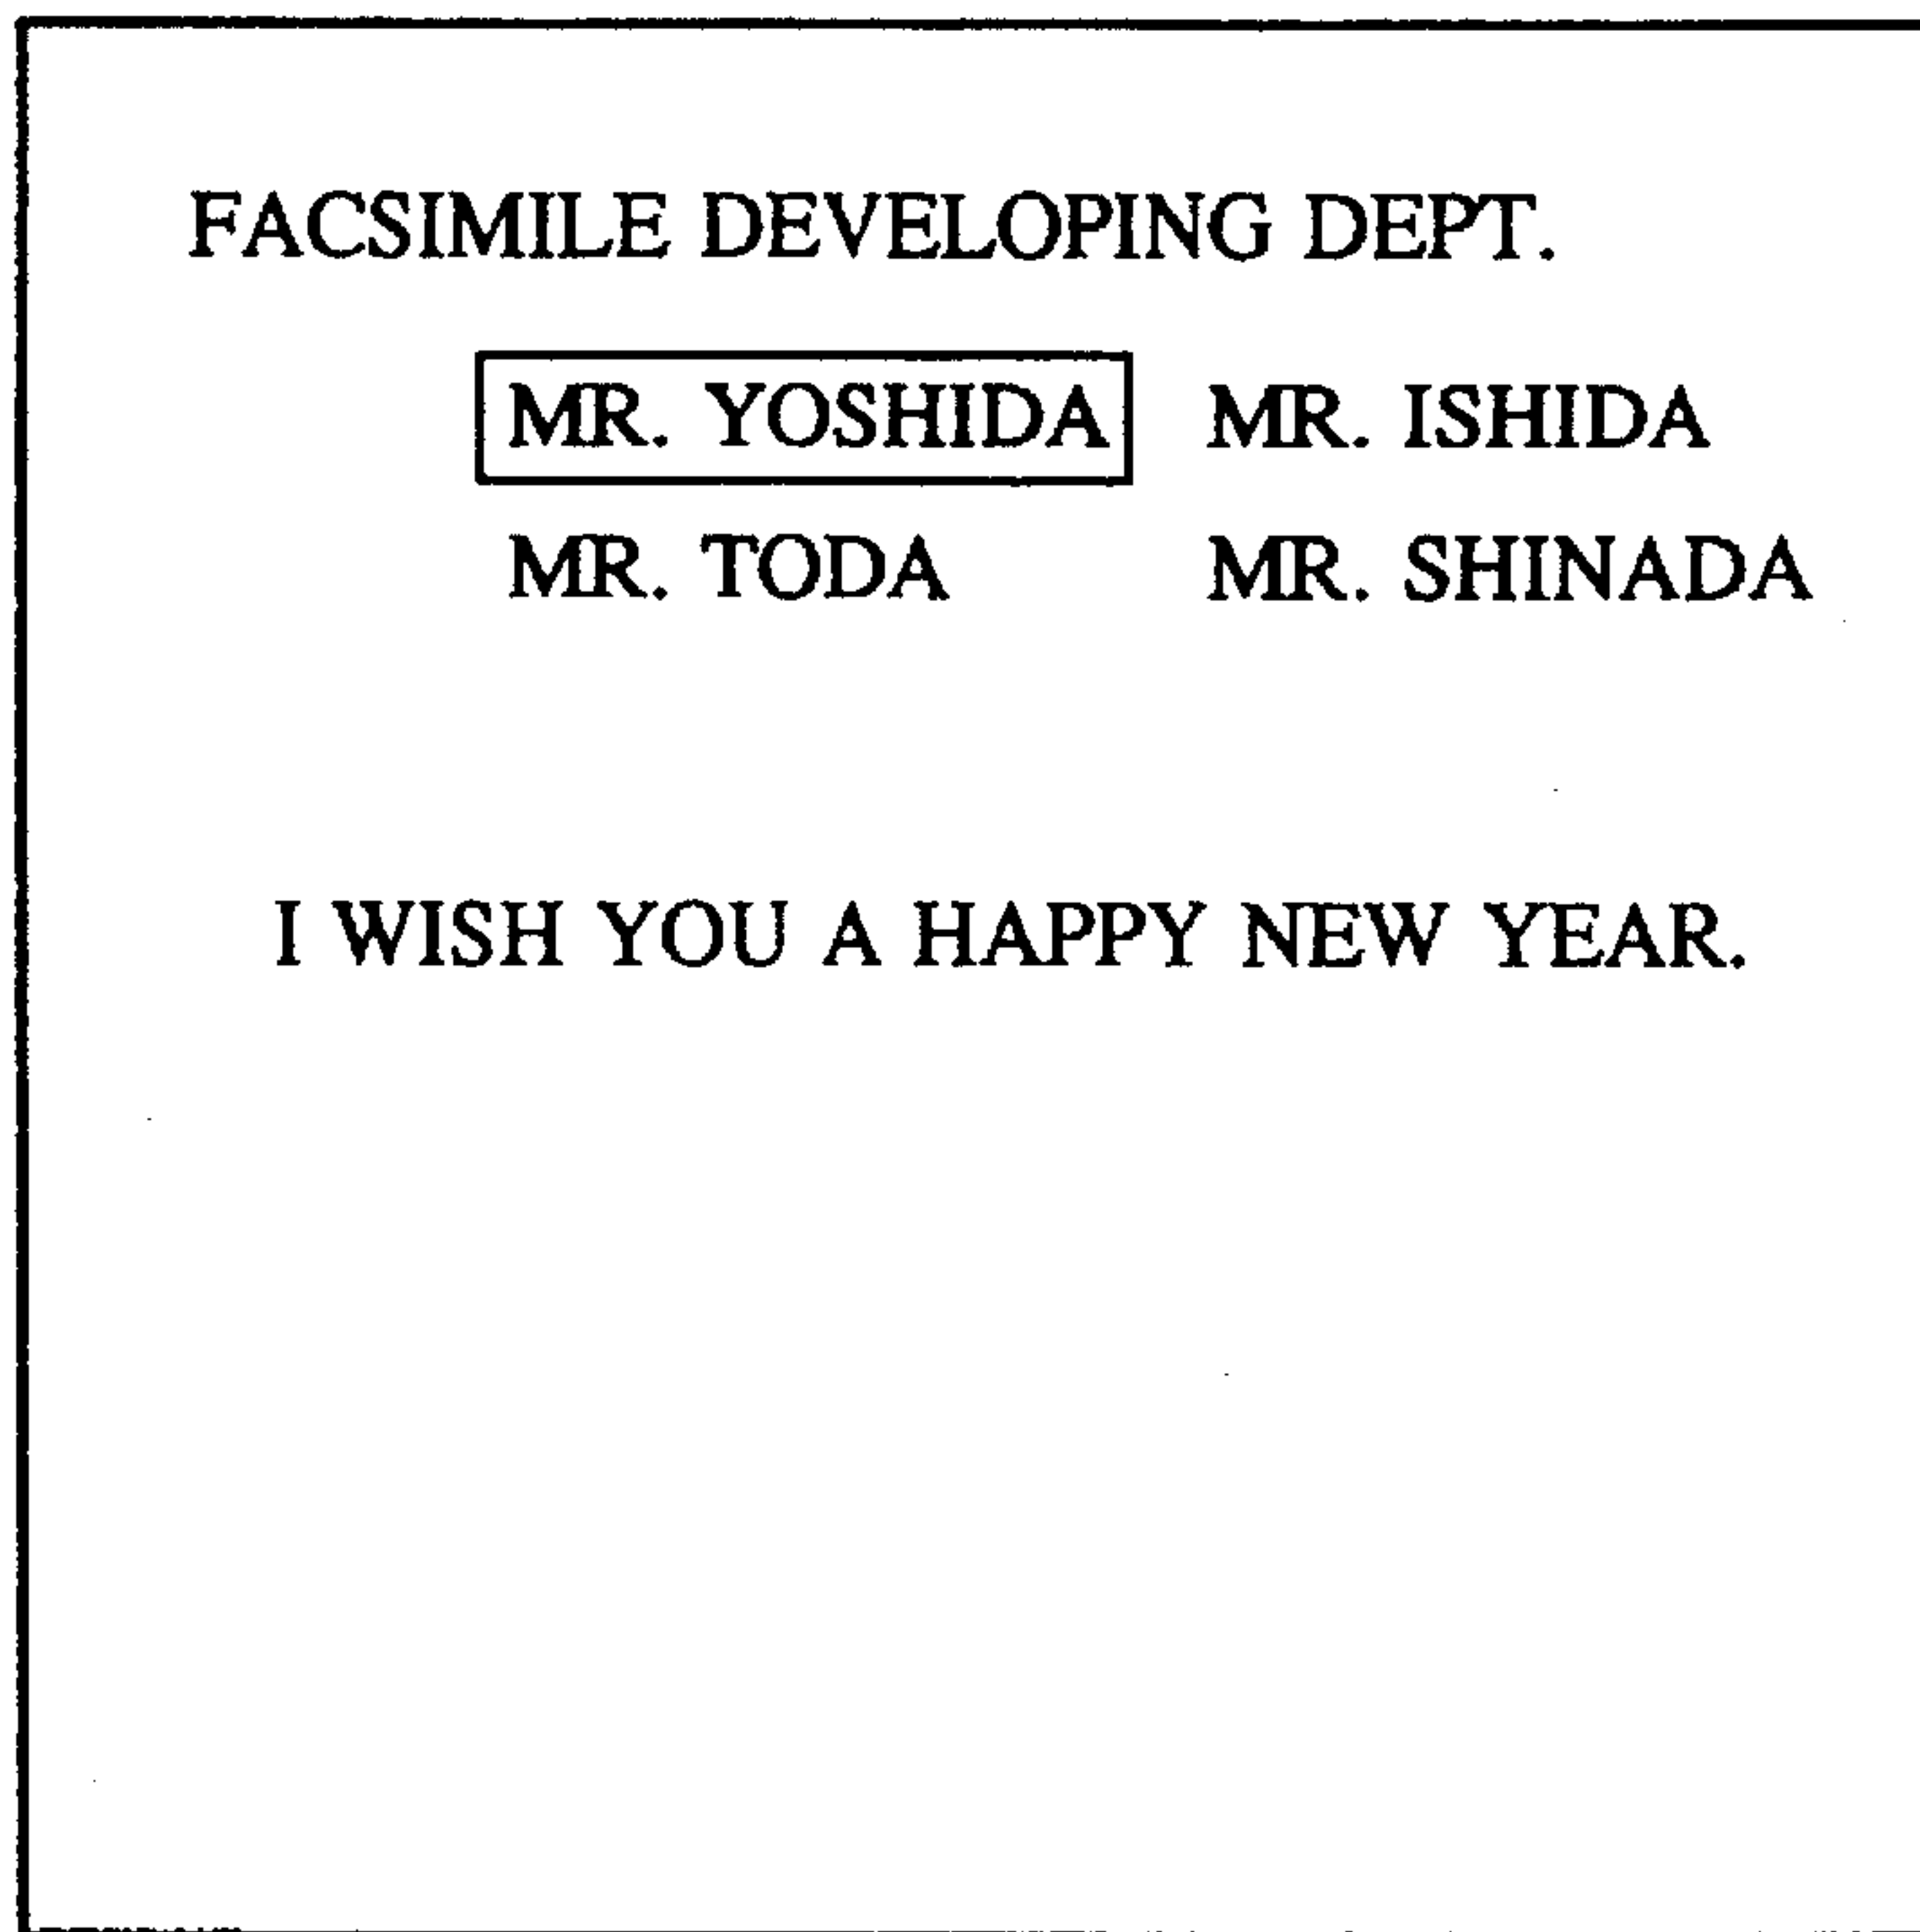 FACSIMILE DEVELOPING DEPT.
MR. YOSHIDA MR. ISHIDA
MR. TODA MR. SHINADA
I WISH YOU A HAPPY NEW YEAR.